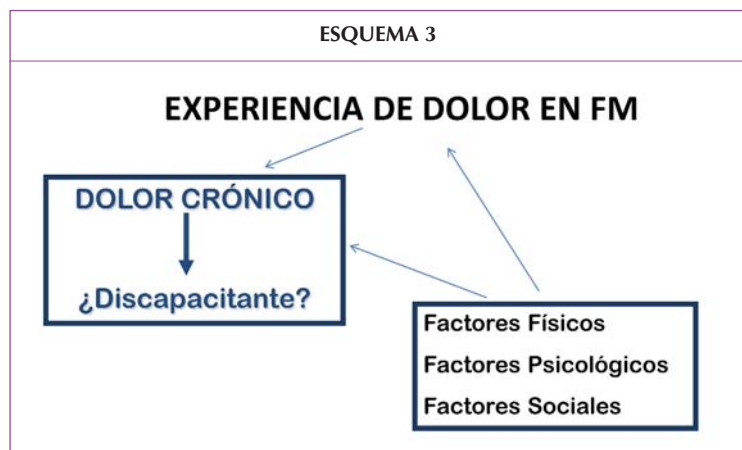 ESQUEMA 3
EXPERIENCIA DE DOLOR EN FM
DOLOR CRÓNICO
¿Discapacitante?
Factores Físicos
Factores Psicológicos
Factores Sociales